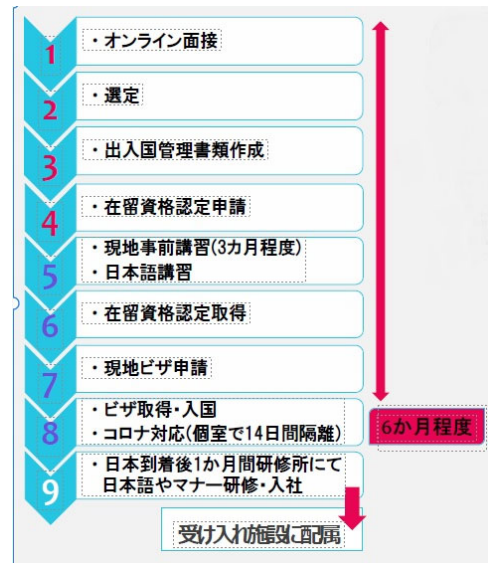 1
・オンライン面接
2
・選定
3
・出入国管理書類作成
4
・在留資格認定申請
5
・現地事前講習(3カ月程度)
・日本語講習
6
・在留資格認定取得
7
・現地ビザ申請
8
・ビザ取得・入国
・コロナ対応(個室で14日間隔離)
6か月程度
9
・日本到着後1か月間研修所にて
日本語やマナー研修・入社
受け入れ施設に配属